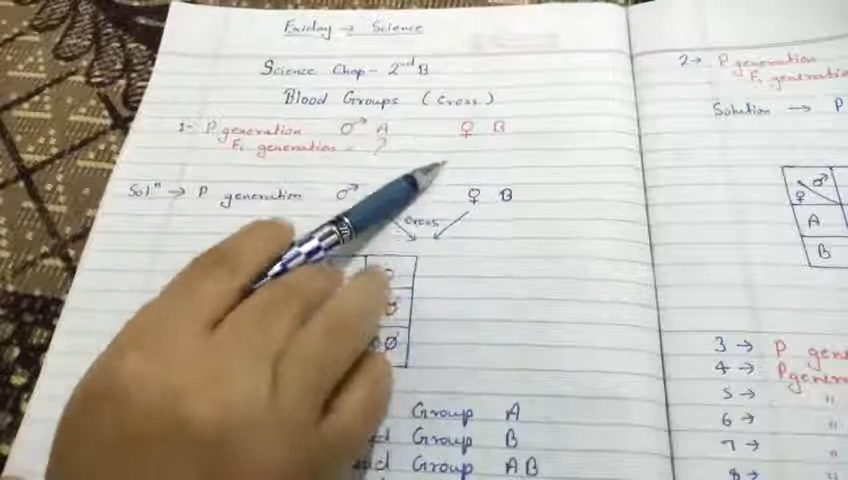 Friday → Science
Science Chap - 2nd B
Blood Groups (Cross)
1- P generation ♂ A ♀ B
F1 generation - ?
Soln → P generation ♂ ♀ B
cross
Group A
Group B
Group AB
2→ P generation
F1 generation
Solution → P
♂
♀
A
B
3 → P gen
4 → P gener
5 → "
6 → "
7 → "
8 → "